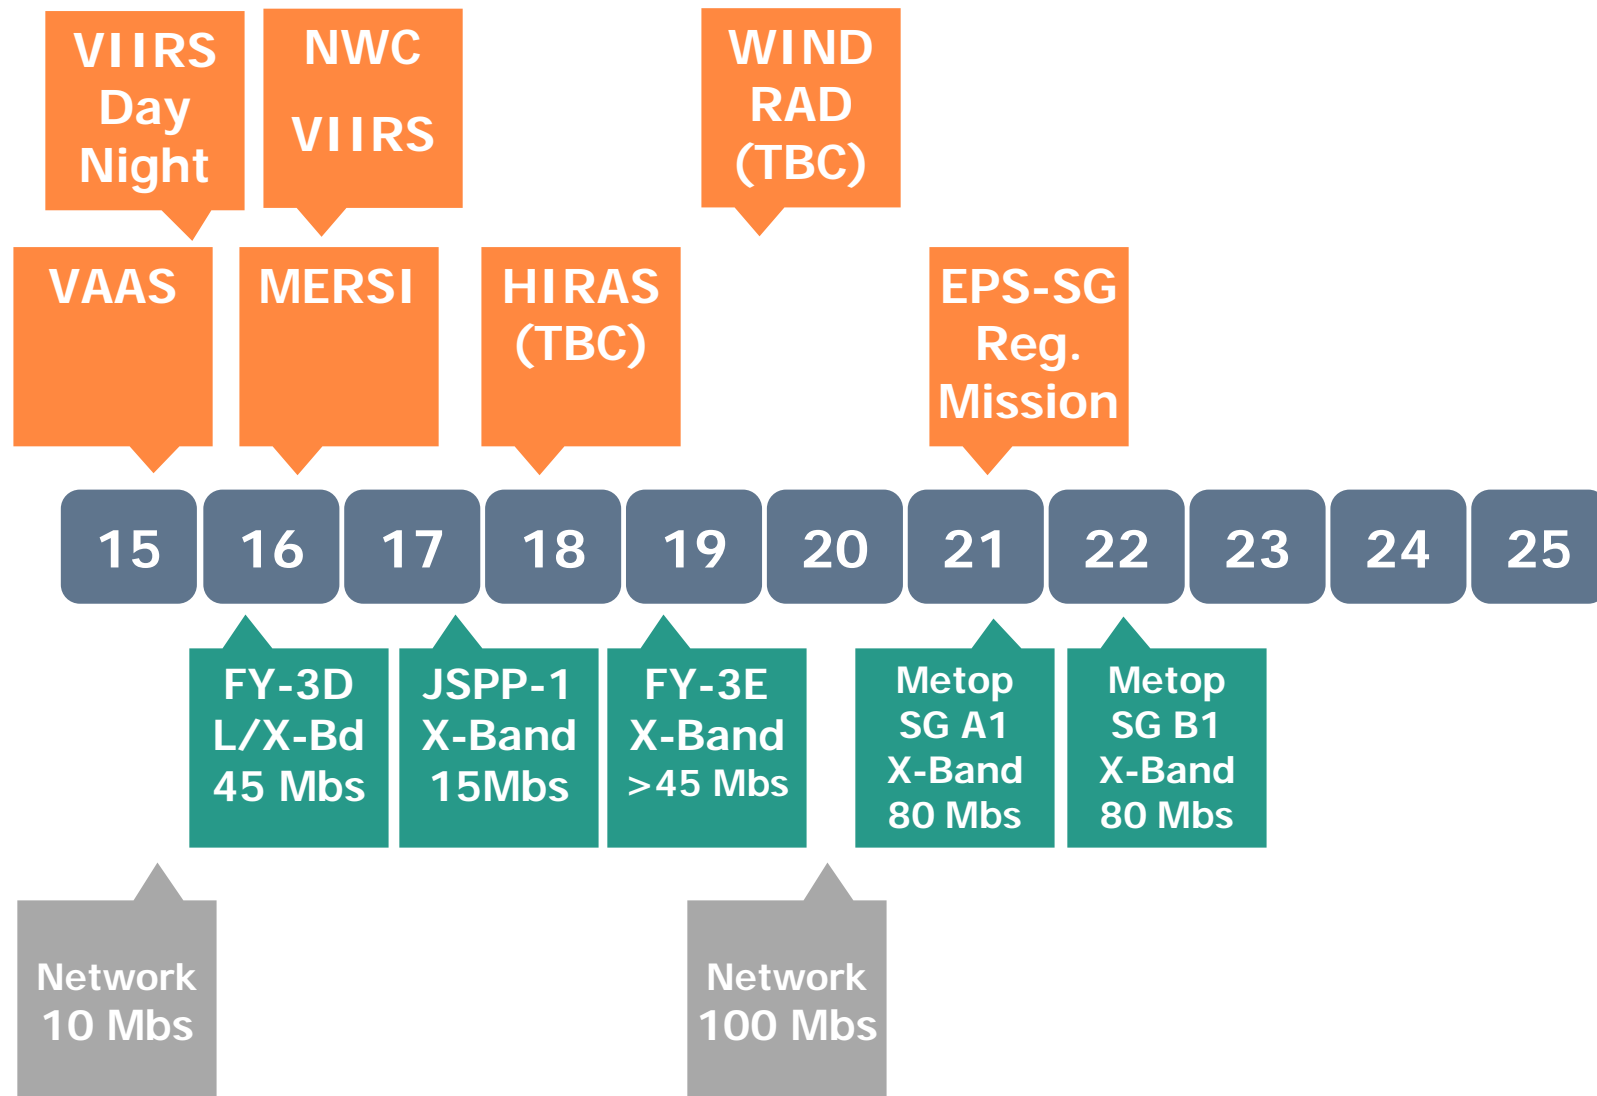 VIIRS
Day
Night
NWC
VIIRS
WIND
RAD
(TBC)
VAAS
MERSI
HIRAS
(TBC)
EPS-SG
Reg.
Mission
15
16
17
18
19
20
21
22
23
24
25
FY-3D
L/X-Bd
45 Mbs
JSPP-1
X-Band
15Mbs
FY-3E
X-Band
>45 Mbs
Metop
SG A1
X-Band
80 Mbs
Metop
SG B1
X-Band
80 Mbs
Network
10 Mbs
Network
100 Mbs